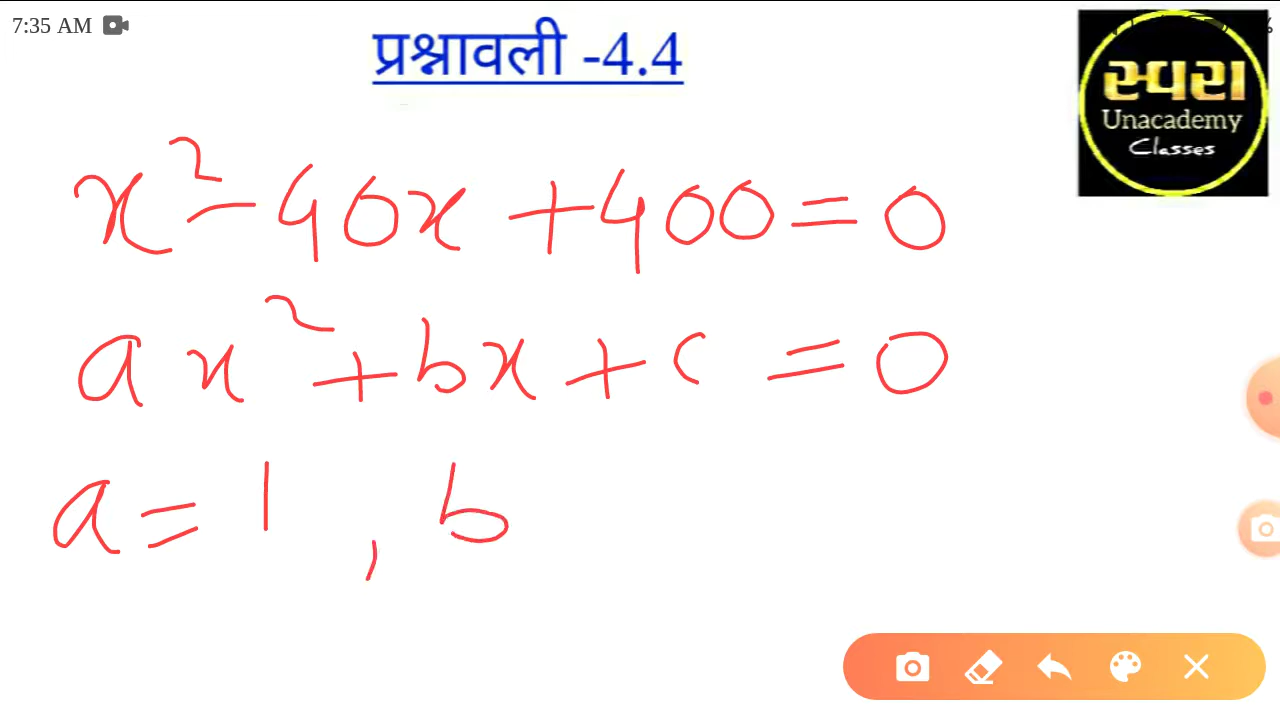 7:35 AM
प्रश्नावली -4.4
स्परा
Unacademy
Classes
x² - 40x + 400 = 0
ax² + bx + c = 0
a = 1 , b